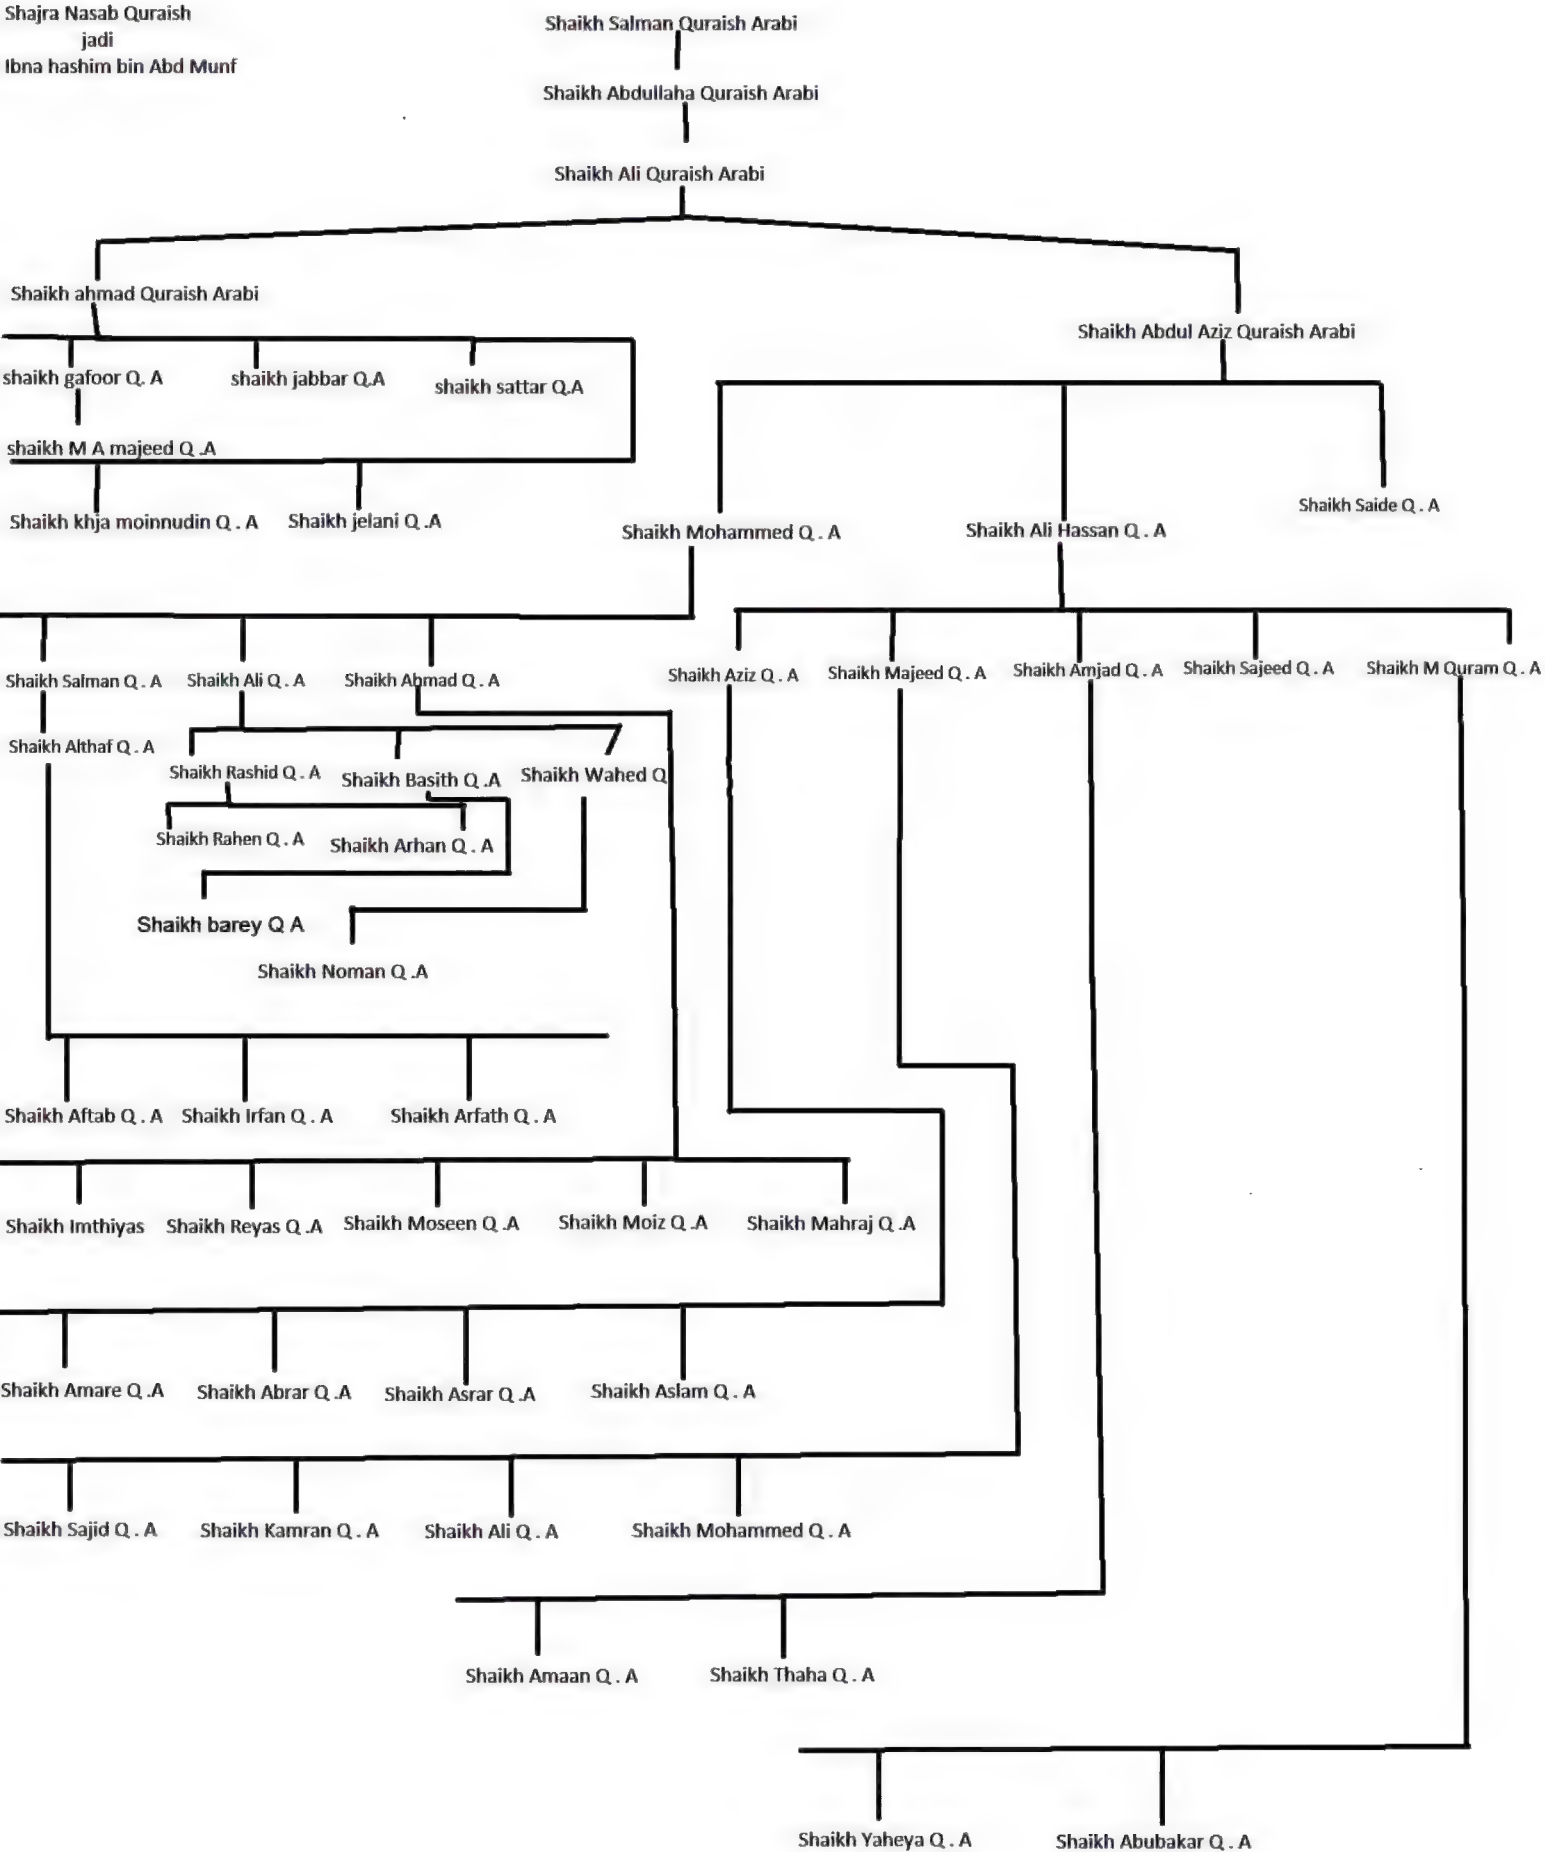 Shajra Nasab Quraish
jadi
Ibna hashim bin Abd Munf
Shaikh Salman Quraish Arabi
Shaikh Abdullaha Quraish Arabi
Shaikh Ali Quraish Arabi
Shaikh ahmad Quraish Arabi
Shaikh Abdul Aziz Quraish Arabi
shaikh gafoor Q. A
shaikh jabbar Q.A
shaikh sattar Q.A
shaikh M A majeed Q .A
Shaikh khja moinnudin Q . A
Shaikh jelani Q .A
Shaikh Mohammed Q . A
Shaikh Ali Hassan Q . A
Shaikh Saide Q . A
Shaikh Salman Q . A
Shaikh Ali Q . A
Shaikh Ahmad Q . A
Shaikh Aziz Q . A
Shaikh Majeed Q . A
Shaikh Amjad Q . A
Shaikh Sajeed Q . A
Shaikh M Quram Q . A
Shaikh Althaf Q . A
Shaikh Rashid Q . A
Shaikh Basith Q .A
Shaikh Wahed Q
Shaikh Rahen Q . A
Shaikh Arhan Q . A
Shaikh barey Q A
Shaikh Noman Q .A
Shaikh Aftab Q . A
Shaikh Irfan Q . A
Shaikh Arfath Q . A
Shaikh Imthiyas
Shaikh Reyas Q .A
Shaikh Moseen Q .A
Shaikh Moiz Q .A
Shaikh Mahraj Q .A
Shaikh Amare Q .A
Shaikh Abrar Q .A
Shaikh Asrar Q .A
Shaikh Aslam Q . A
Shaikh Sajid Q . A
Shaikh Kamran Q . A
Shaikh Ali Q . A
Shaikh Mohammed Q . A
Shaikh Amaan Q . A
Shaikh Thaha Q . A
Shaikh Yaheya Q . A
Shaikh Abubakar Q . A